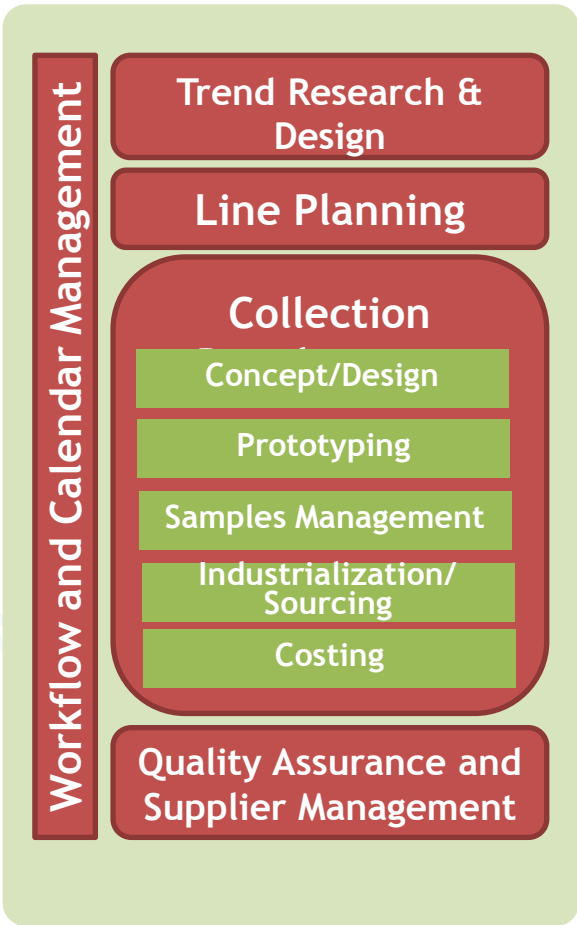 Workflow and Calendar Management
Trend Research &
Design
Line Planning
Collection
Concept/Design
Prototyping
Samples Management
Industrialization/
Sourcing
Costing
Quality Assurance and
Supplier Management